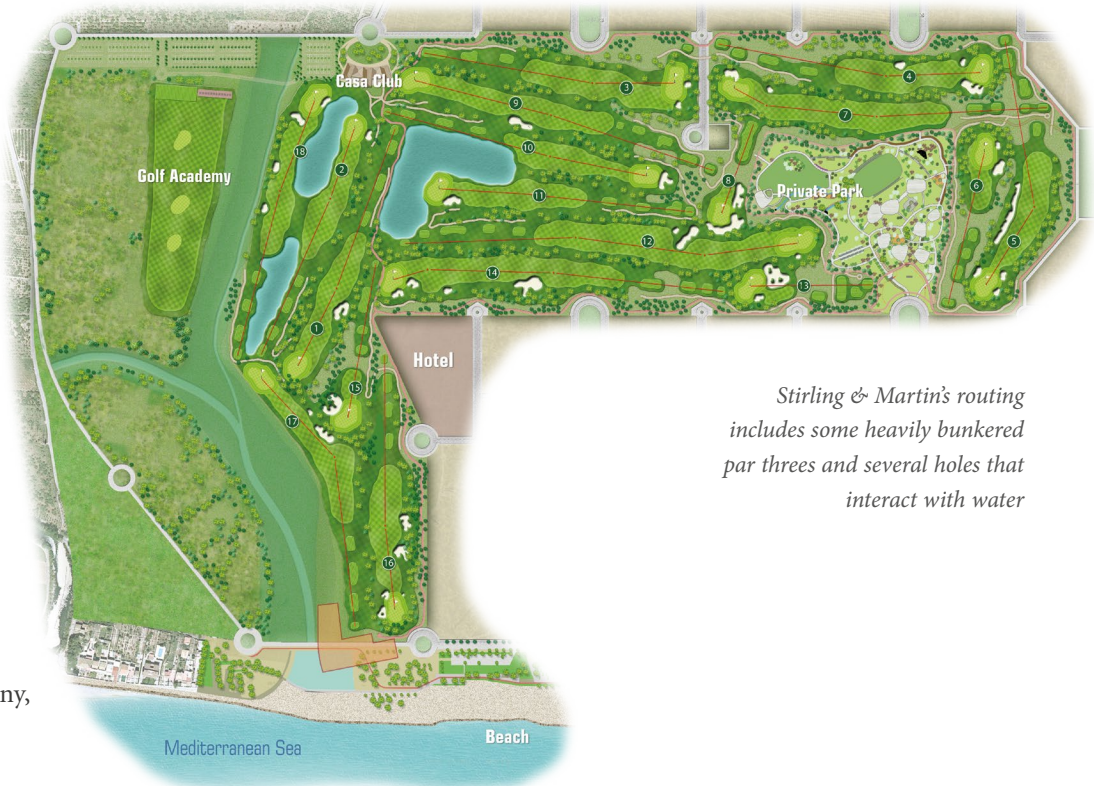 Casa Club
3
4
9
7
18
10
2
Golf Academy
8
Private Park
6
11
12
5
14
13
1
Hotel
15
Stirling & Martin's routing
includes some heavily bunkered
par threes and several holes that
interact with water
17
16
ny,
Beach
Mediterranean Sea